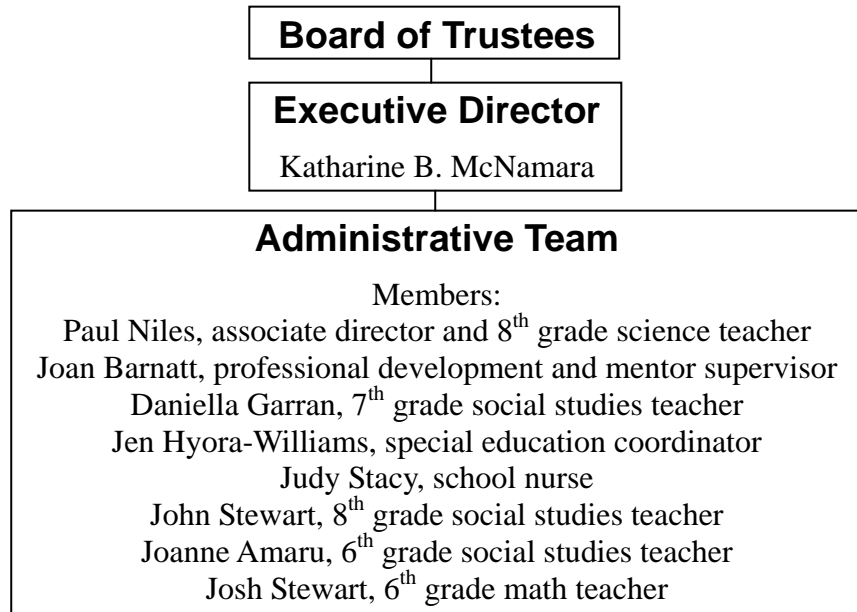 Board of Trustees
Executive Director
Katharine B. McNamara
Administrative Team
Members:
Paul Niles, associate director and 8th grade science teacher
Joan Barnatt, professional development and mentor supervisor
Daniella Garran, 7th grade social studies teacher
Jen Hyora-Williams, special education coordinator
Judy Stacy, school nurse
John Stewart, 8th grade social studies teacher
Joanne Amaru, 6th grade social studies teacher
Josh Stewart, 6th grade math teacher